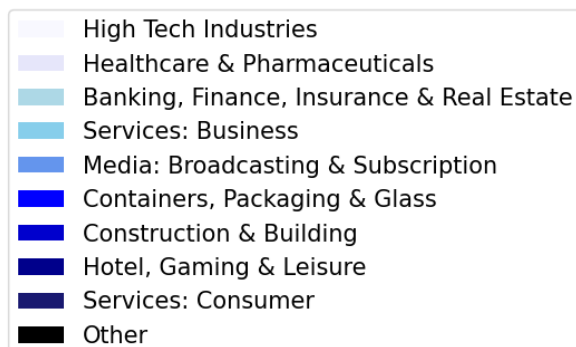 High Tech Industries
Healthcare & Pharmaceuticals
Banking, Finance, Insurance & Real Estate
Services: Business
Media: Broadcasting & Subscription
Containers, Packaging & Glass
Construction & Building
Hotel, Gaming & Leisure
Services: Consumer
Other